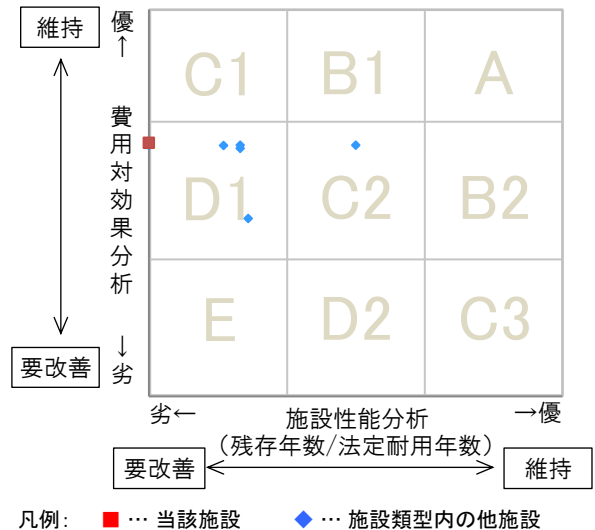 維持
優
↑
費用対効果分析
↓
劣
要改善
C1 B1 A
D1 C2 B2
E D2 C3
劣← 施設性能分析 →優
（残存年数/法定耐用年数）
要改善 維持
凡例： ■ … 当該施設 ◆ … 施設類型内の他施設